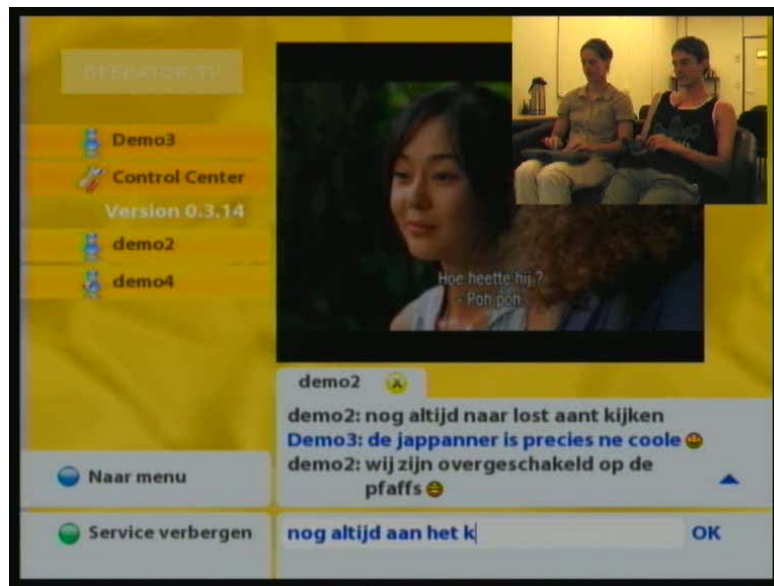 OPERATOR TV
Demo3
Control Center
Version 0.3.14
demo2
demo4
Hoe heette hij ?
- Poh poh
demo2
demo2: nog altijd naar lost aant kijken
Demo3: de jappanner is precies ne coole
demo2: wij zijn overgeschakeld op de
pfaffs
Naar menu
Service verbergen
nog altijd aan het k
OK